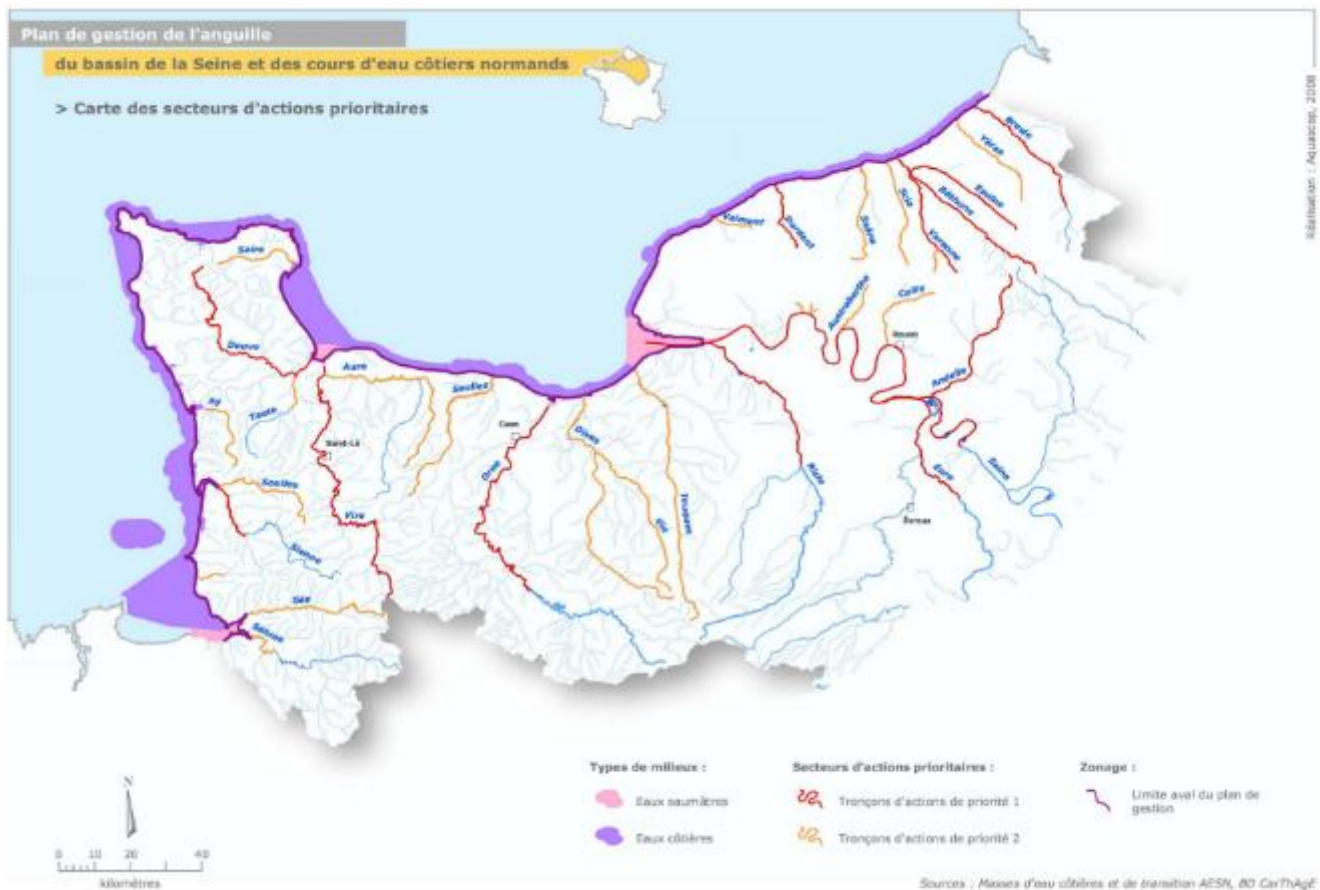 Plan de gestion de l'anguille
du bassin de la Seine et des cours d'eau côtiers normands
> Carte des secteurs d'actions prioritaires
Réalisation : Aquascop, 2008
Bresle
Yères
Eaulne
Béthune
Varenne
Scie
Saâne
Durdent
Valmont
Austreberthe
Cailly
Rouen
Andelle
Seine
Eure
Évreux
Risle
Touques
Vie
Dives
Orne
Caen
Seulles
Aure
Saire
Douve
Ay
Taute
Saint-Lô
Vire
Soulles
Sienne
Sée
Sélune
N
0 10 20 40
kilomètres
Types de milieux :
Eaux saumâtres
Eaux côtières
Secteurs d'actions prioritaires :
Tronçons d'actions de priorité 1
Tronçons d'actions de priorité 2
Zonage :
Limite aval du plan de
gestion
Sources : Masses d'eau côtières et de transition AESN, BD CarThAgE